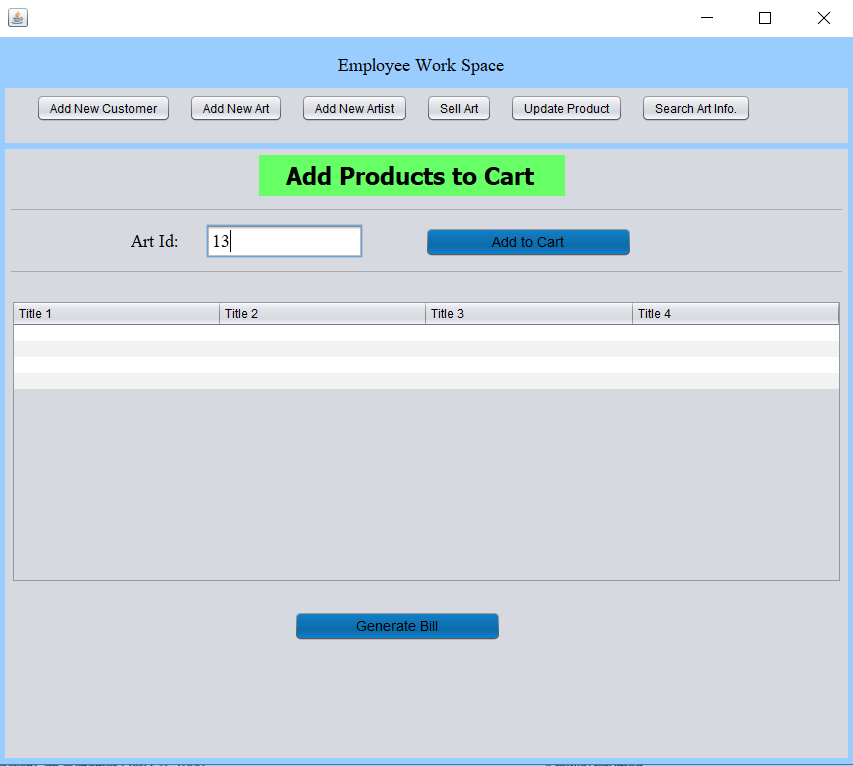 Employee Work Space
Add New Customer Add New Art Add New Artist Sell Art Update Product Search Art Info.
Add Products to Cart
Art Id: 13 Add to Cart
Title 1 Title 2 Title 3 Title 4
Generate Bill